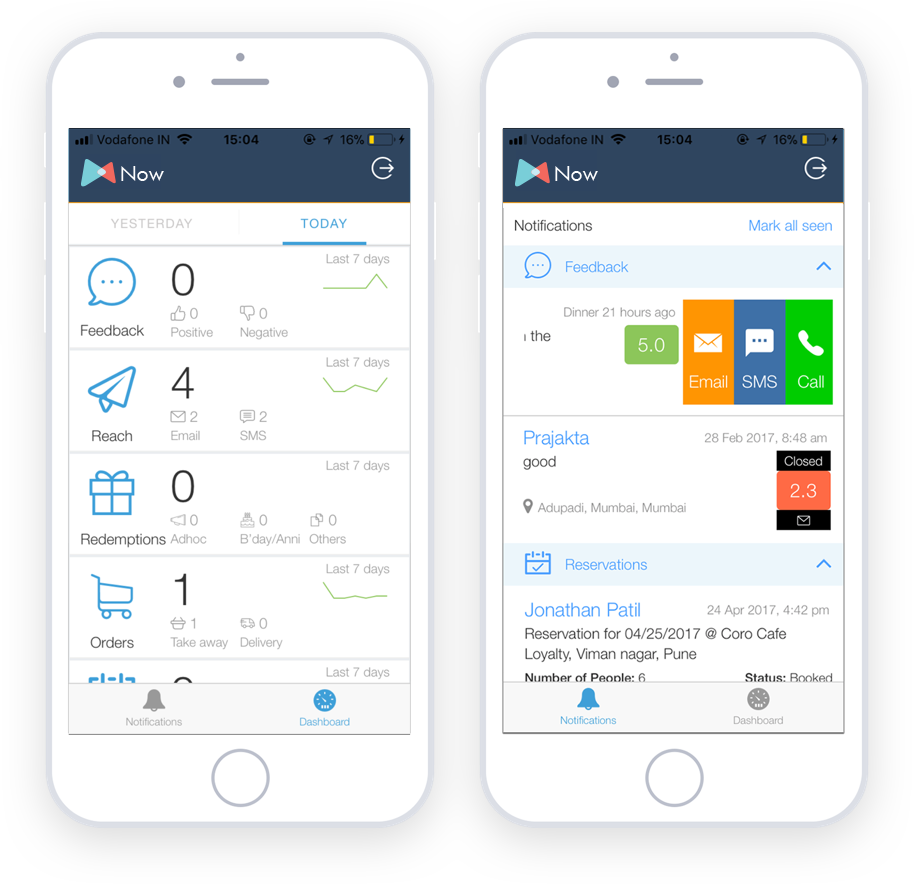 Vodafone IN 15:04 16%
Now
YESTERDAY TODAY
Last 7 days
0
Feedback
0 0
Positive Negative
Last 7 days
4
2 2
Reach
Email SMS
Last 7 days
0
0 0 0
Redemptions Adhoc B'day/Anni Others
Last 7 days
1
1 0
Orders Take away Delivery
Last 7 days
Notifications Dashboard
Vodafone IN 15:04 16%
Now
Notifications Mark all seen
Feedback
Dinner 21 hours ago
the
5.0
Email SMS Call
Prajakta 28 Feb 2017, 8:48 am
good
Closed
2.3
Adupadi, Mumbai, Mumbai
Reservations
Jonathan Patil 24 Apr 2017, 4:42 pm
Reservation for 04/25/2017 @ Coro Cafe
Loyalty, Viman nagar, Pune
Number of People: 6 Status: Booked
Notifications Dashboard